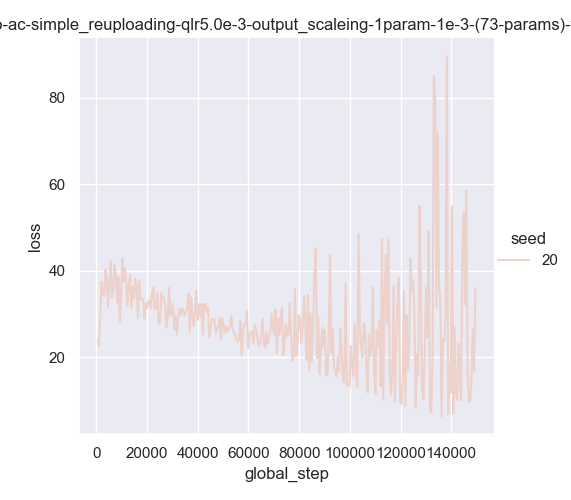 o-ac-simple_reuploading-qlr5.0e-3-output_scaleing-1param-1e-3-(73-params)-
80
60
40
20
loss
seed
20
0 20000 40000 60000 80000 100000 120000 140000
global_step